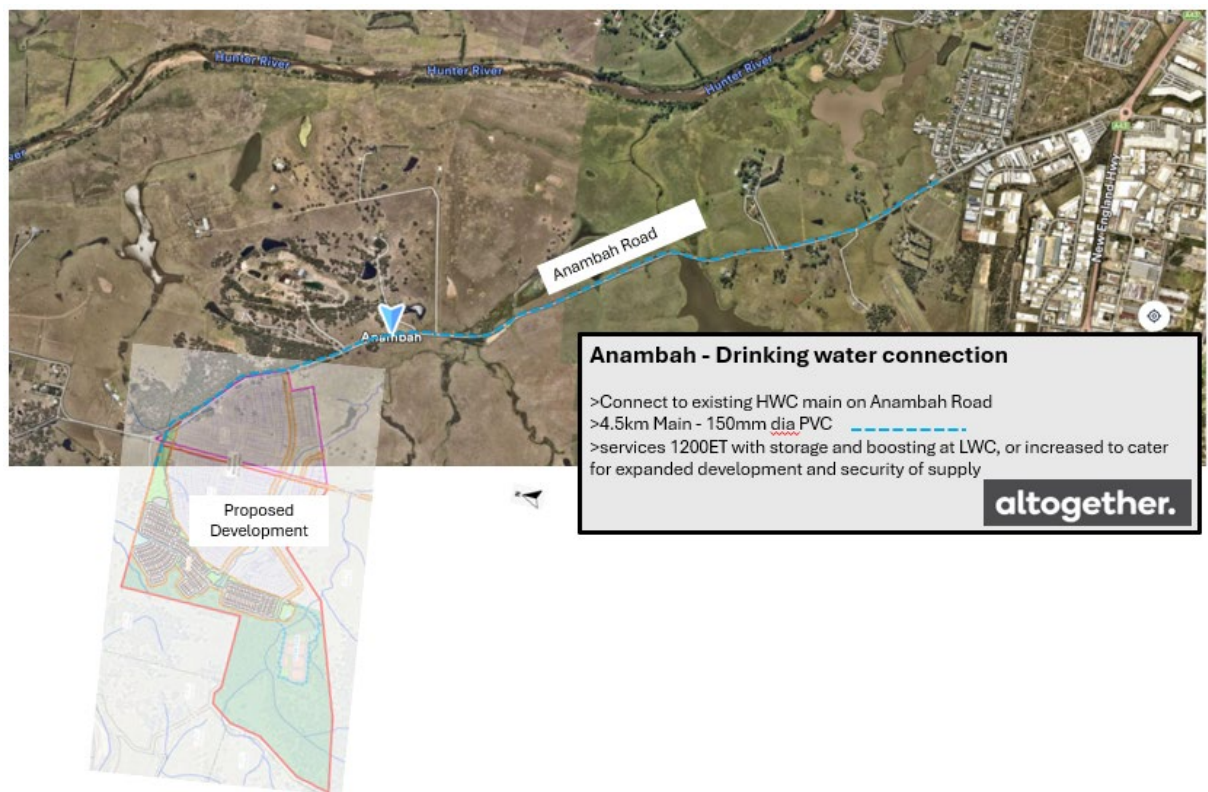 Hunter River
Hunter River
Hunter River
A43
A43
New England Hwy
Anambah Road
Anambah
Anambah - Drinking water connection
>Connect to existing HWC main on Anambah Road
>4.5km Main - 150mm dia PVC
>services 1200ET with storage and boosting at LWC, or increased to cater
for expanded development and security of supply
altogether.
Proposed
Development